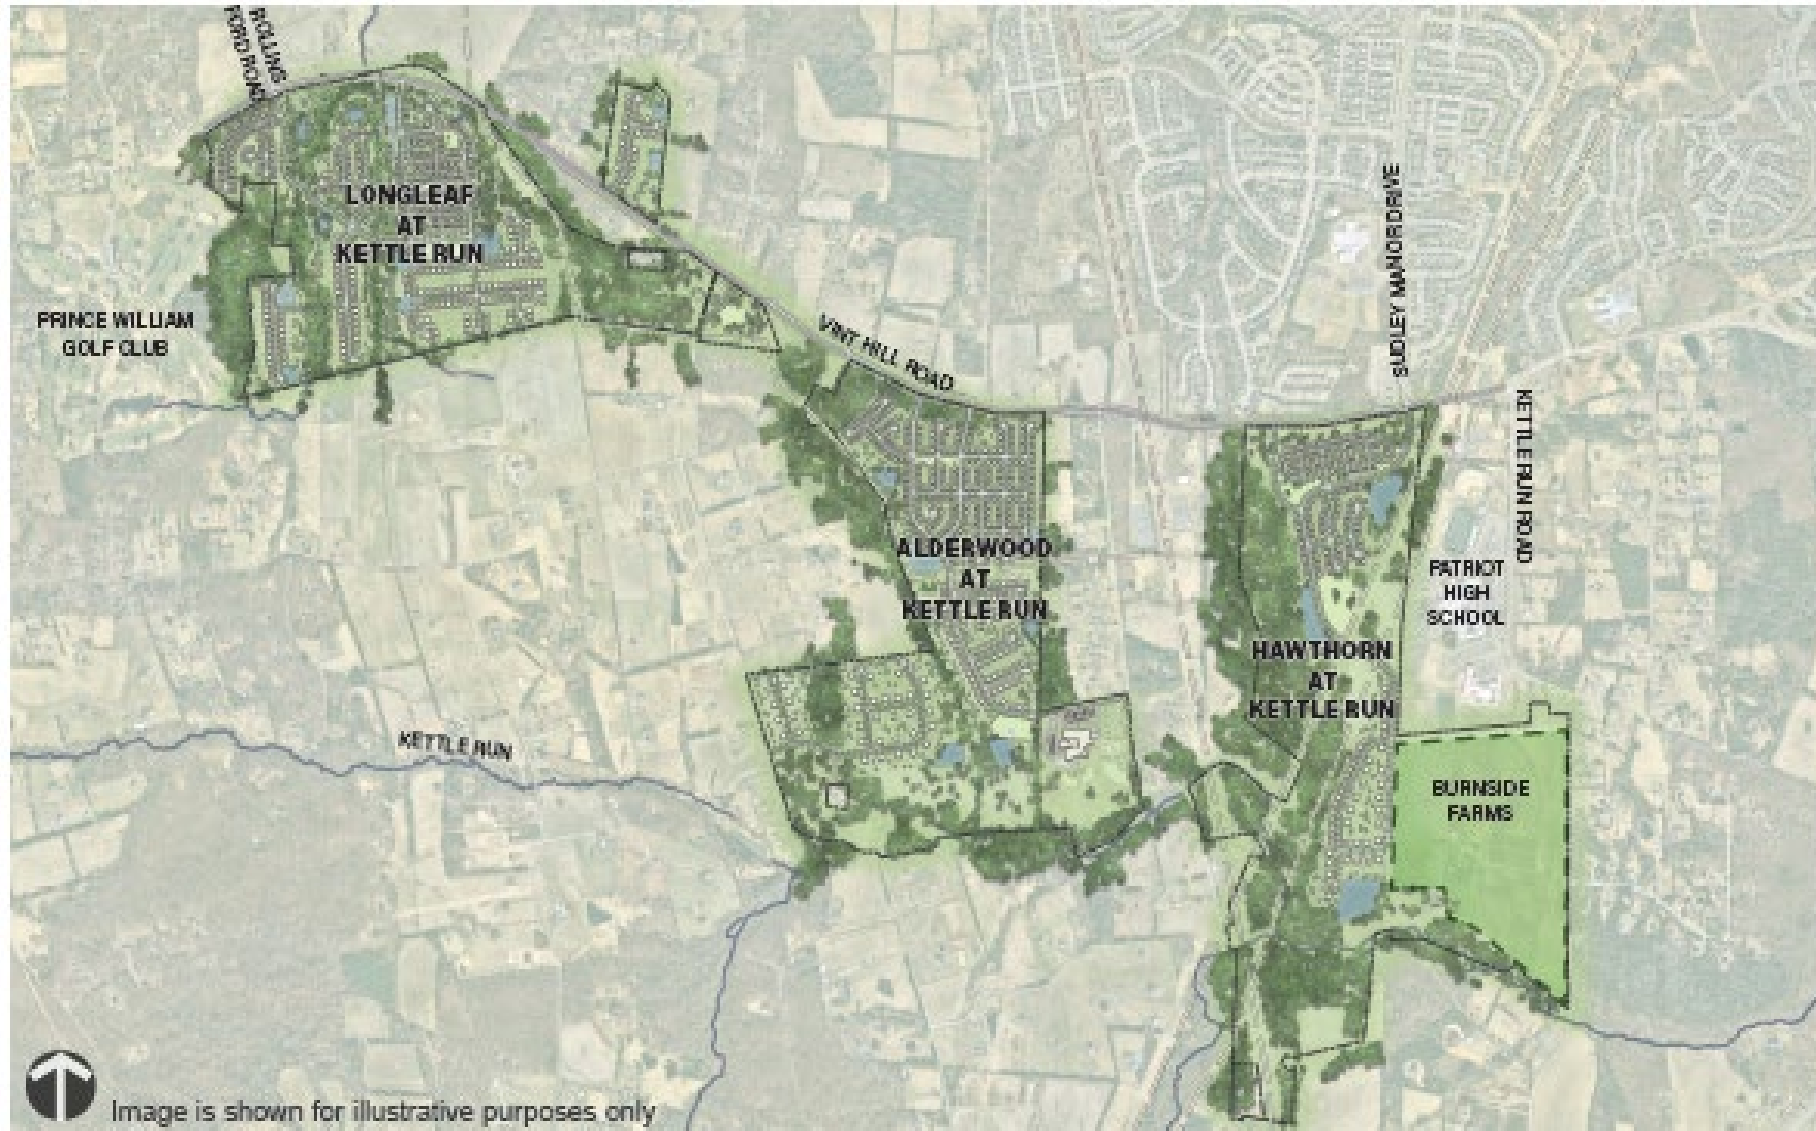 ROLLING
FORD ROAD
LONGLEAF
AT
KETTLE RUN
PRINCE WILLIAM
GOLF CLUB
VINT HILL ROAD
SUDLEY MANOR DRIVE
KETTLE RUN ROAD
ALDERWOOD
AT
KETTLE RUN
PATRIOT
HIGH
SCHOOL
HAWTHORN
AT
KETTLE RUN
KETTLE RUN
BURNSIDE
FARMS
Image is shown for illustrative purposes only